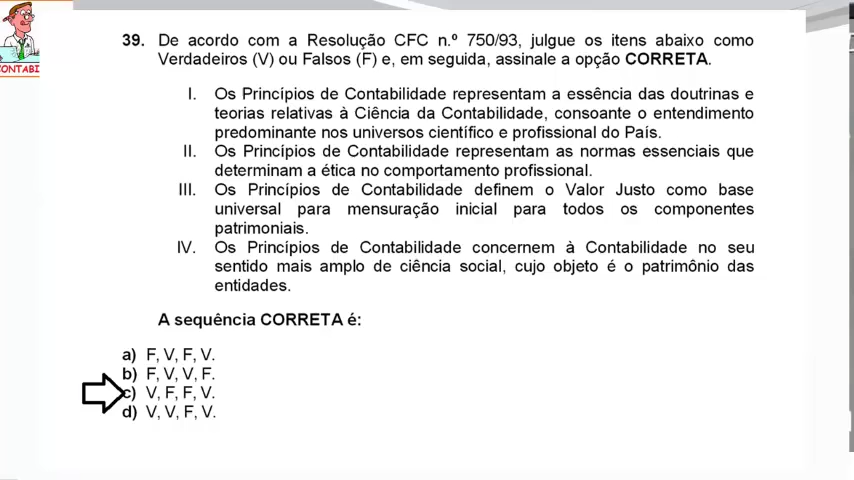 CONTABI
39. De acordo com a Resolução CFC n.º 750/93, julgue os itens abaixo como
Verdadeiros (V) ou Falsos (F) e, em seguida, assinale a opção CORRETA.
I. Os Princípios de Contabilidade representam a essência das doutrinas e
teorias relativas à Ciência da Contabilidade, consoante o entendimento
predominante nos universos científico e profissional do País.
II. Os Princípios de Contabilidade representam as normas essenciais que
determinam a ética no comportamento profissional.
III. Os Princípios de Contabilidade definem o Valor Justo como base
universal para mensuração inicial para todos os componentes
patrimoniais.
IV. Os Princípios de Contabilidade concernem à Contabilidade no seu
sentido mais amplo de ciência social, cujo objeto é o patrimônio das
entidades.
A sequência CORRETA é:
a) F, V, F, V.
b) F, V, V, F.
c) V, F, F, V.
d) V, V, F, V.